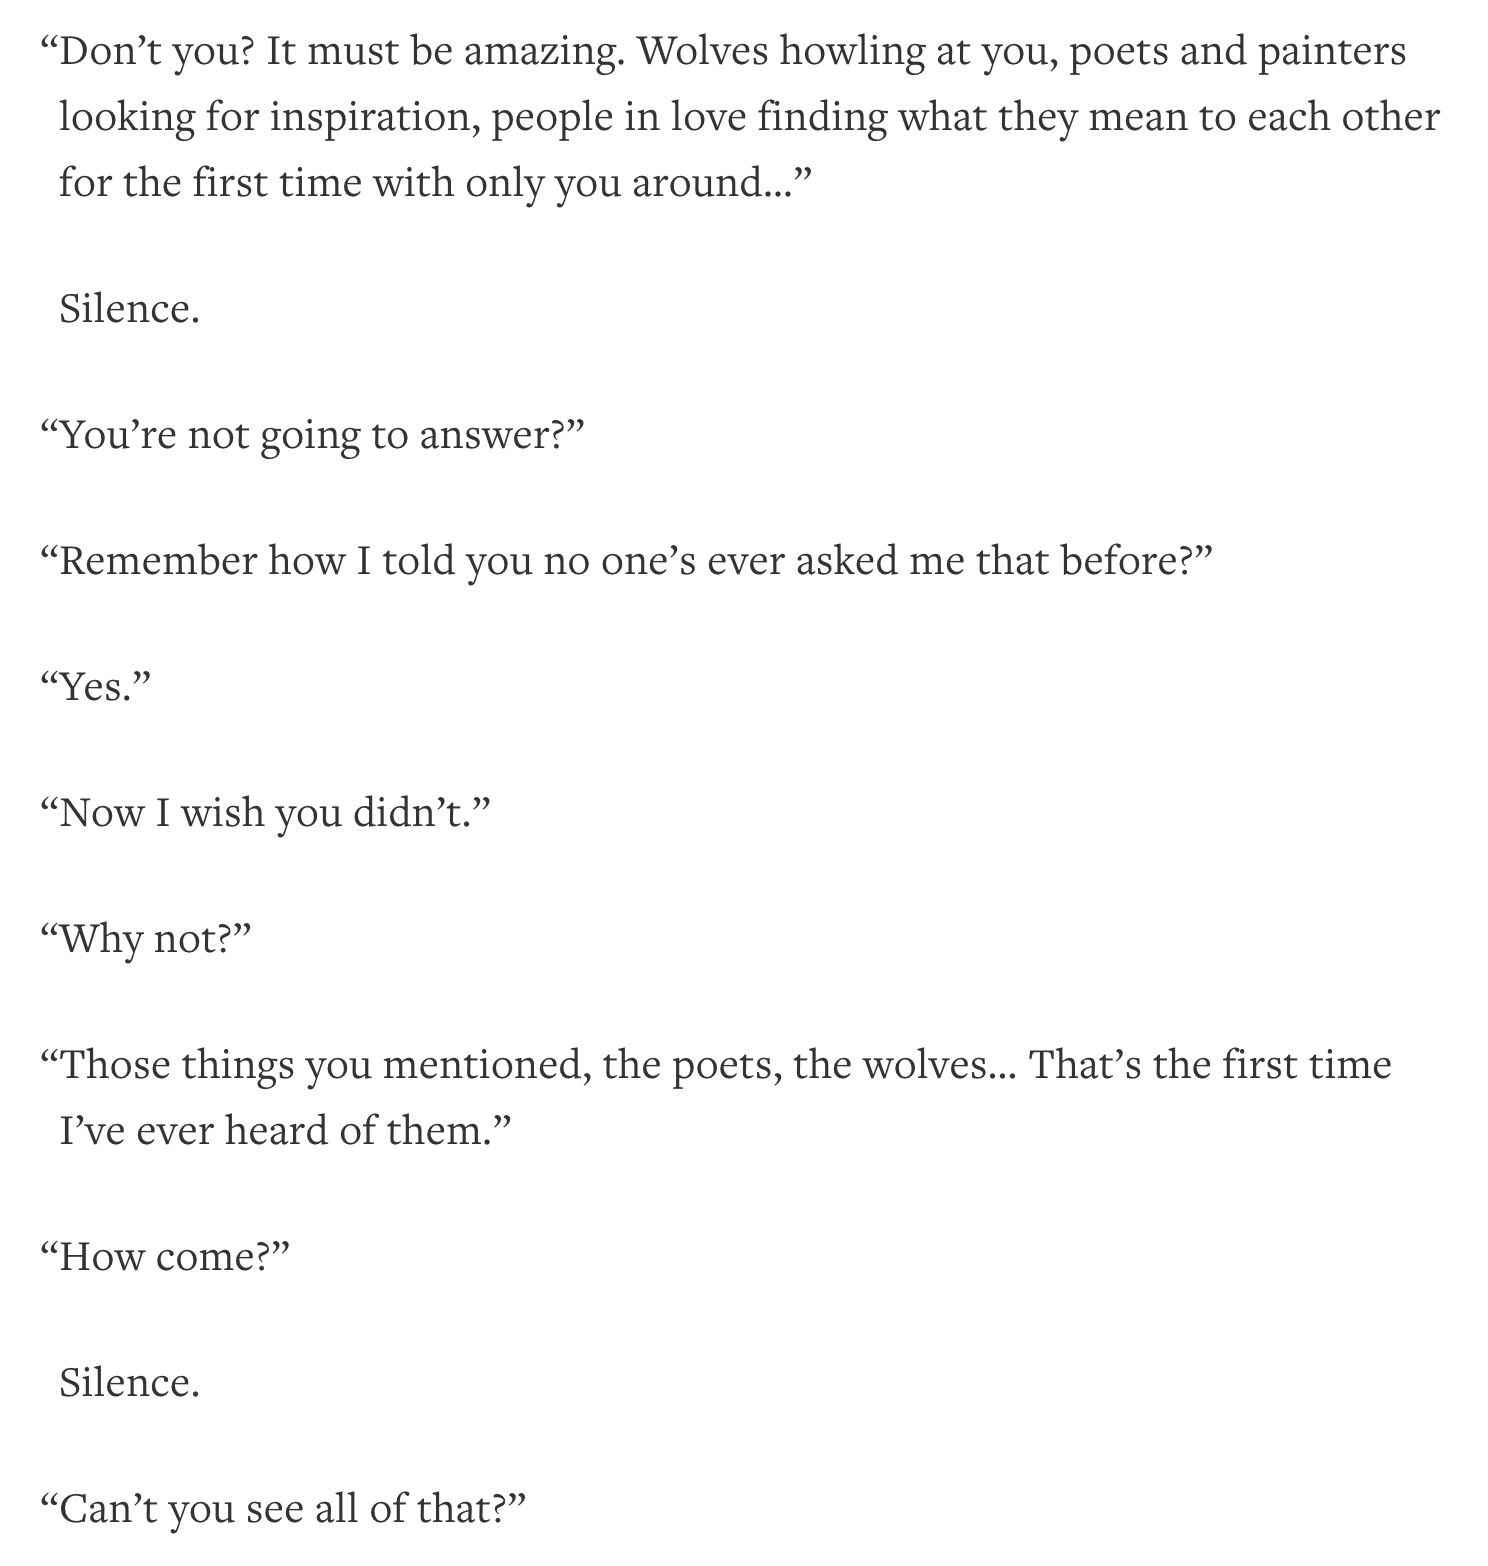 “Don’t you? It must be amazing. Wolves howling at you, poets and painters
looking for inspiration, people in love finding what they mean to each other
for the first time with only you around…”
Silence.
“You’re not going to answer?”
“Remember how I told you no one’s ever asked me that before?”
“Yes.”
“Now I wish you didn’t.”
“Why not?”
“Those things you mentioned, the poets, the wolves… That’s the first time
I’ve ever heard of them.”
“How come?”
Silence.
“Can’t you see all of that?”